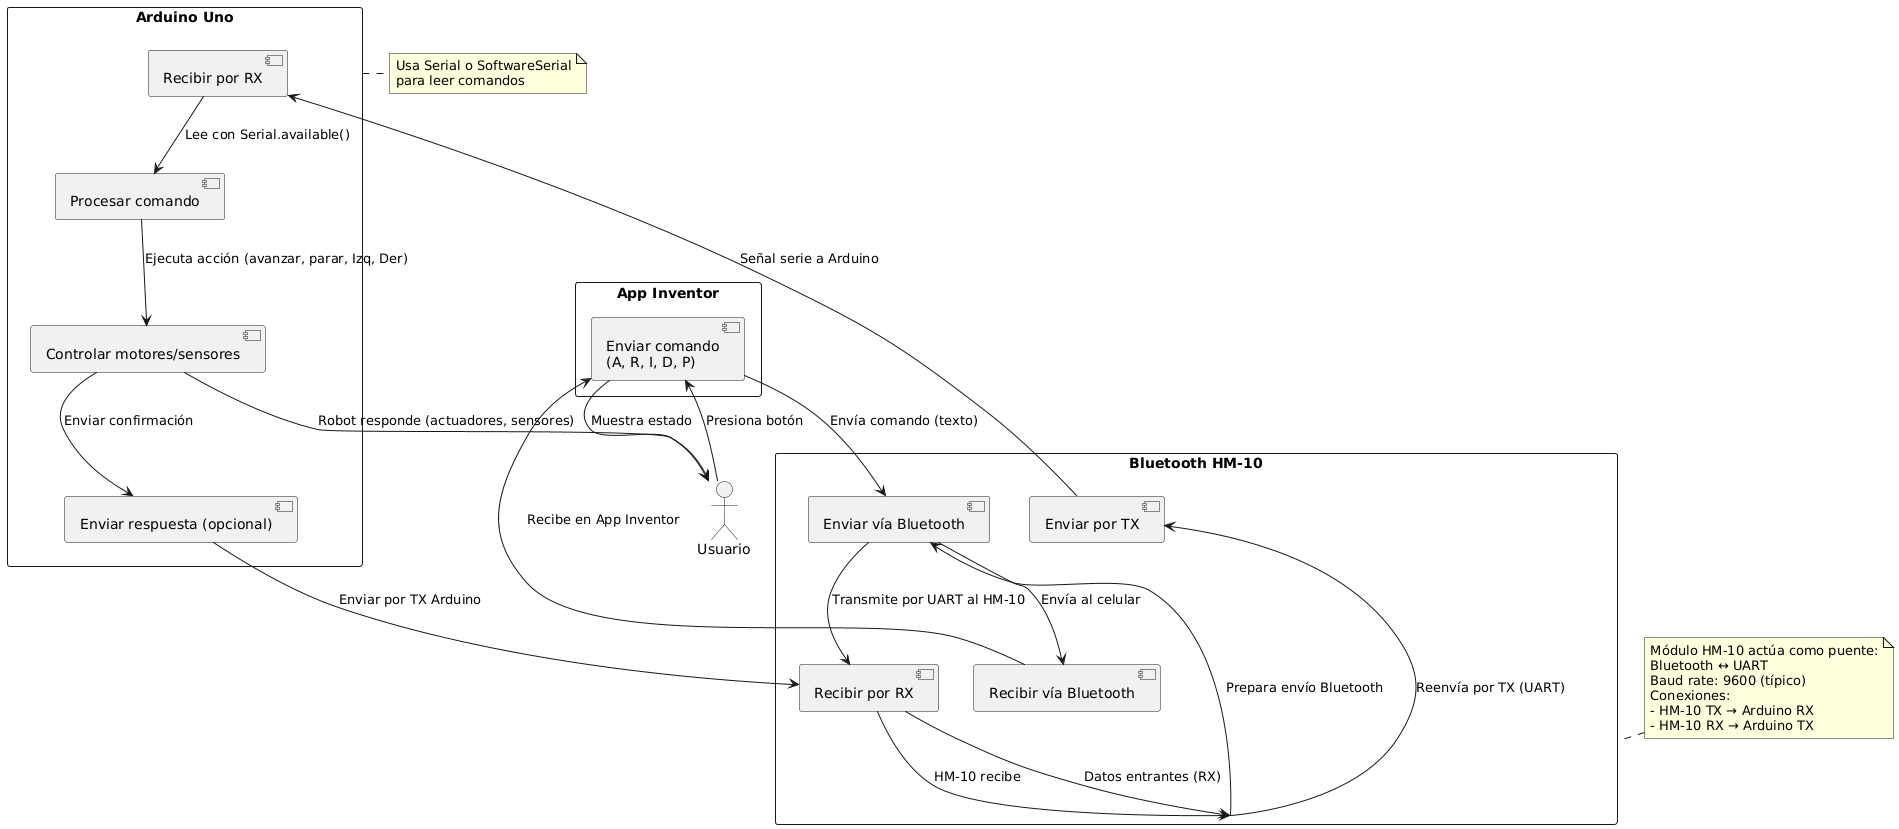 Arduino Uno
Recibir por RX
Usa Serial o SoftwareSerial
para leer comandos
Lee con Serial.available()
Procesar comando
Ejecuta acción (avanzar, parar, Izq, Der)
Señal serie a Arduino
App Inventor
Enviar comando
(A, R, I, D, P)
Controlar motores/sensores
Enviar confirmación
Robot responde (actuadores, sensores)
Muestra estado
Presiona botón
Envía comando (texto)
Bluetooth HM-10
Enviar respuesta (opcional)
Recibe en App Inventor
Usuario
Enviar vía Bluetooth
Enviar por TX
Enviar por TX Arduino
Transmite por UART al HM-10
Envía al celular
Recibir por RX
Recibir vía Bluetooth
Prepara envío Bluetooth
Reenvía por TX (UART)
Módulo HM-10 actúa como puente:
Bluetooth ↔ UART
Baud rate: 9600 (típico)
Conexiones:
- HM-10 TX → Arduino RX
- HM-10 RX → Arduino TX
HM-10 recibe
Datos entrantes (RX)